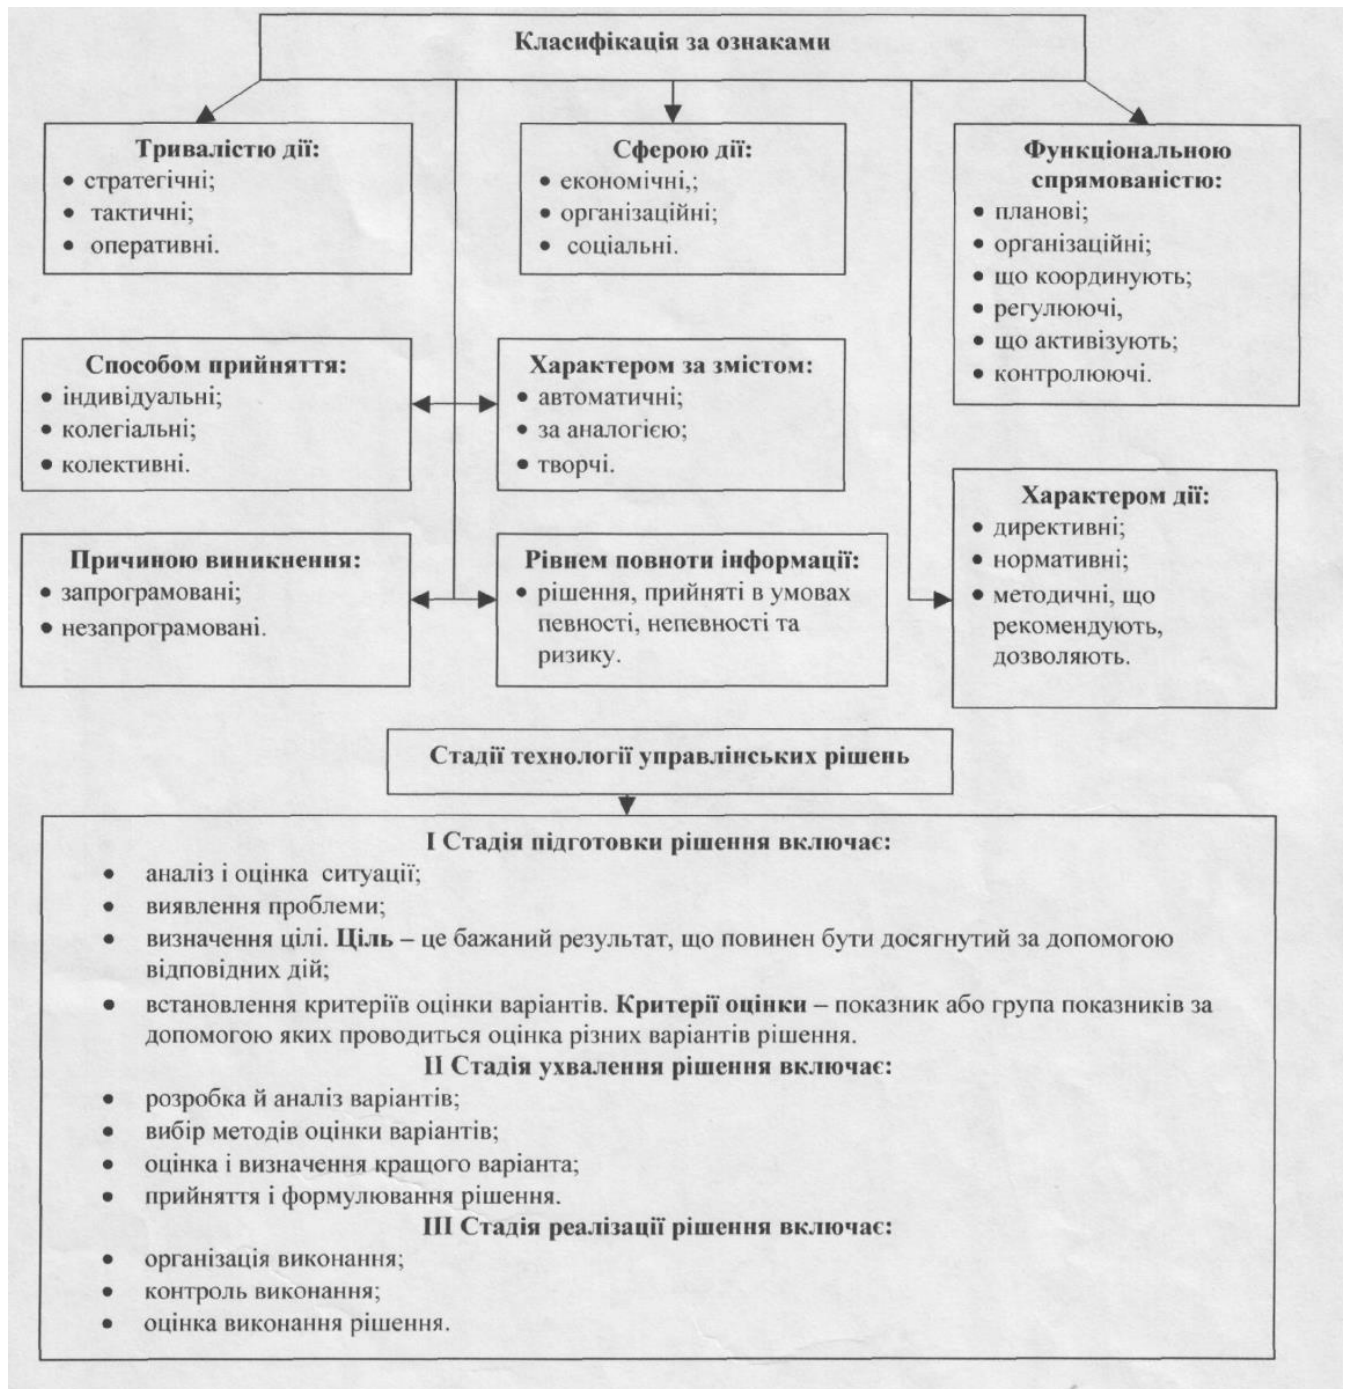 Класифікація за ознаками
Тривалістю дії:
• стратегічні;
• тактичні;
• оперативні.
Сферою дії:
• економічні,;
• організаційні;
• соціальні.
Функціональною
спрямованістю:
• планові;
• організаційні;
• що координують;
• регулюючі,
• що активізують;
• контролюючі.
Способом прийняття:
• індивідуальні;
• колегіальні;
• колективні.
Характером за змістом:
• автоматичні;
• за аналогією;
• творчі.
Причиною виникнення:
• запрограмовані;
• незапрограмовані.
Рівнем повноти інформації:
• рішення, прийняті в умовах
певності, непевності та
ризику.
Характером дії:
• директивні;
• нормативні;
• методичні, що
рекомендують,
дозволяють.
Стадії технології управлінських рішень
І Стадія підготовки рішення включає:
• аналіз і оцінка ситуації;
• виявлення проблеми;
• визначення цілі. Ціль – це бажаний результат, що повинен бути досягнутий за допомогою
відповідних дій;
• встановлення критеріїв оцінки варіантів. Критерії оцінки – показник або група показників за
допомогою яких проводиться оцінка різних варіантів рішення.
ІІ Стадія ухвалення рішення включає:
• розробка й аналіз варіантів;
• вибір методів оцінки варіантів;
• оцінка і визначення кращого варіанта;
• прийняття і формулювання рішення.
ІІІ Стадія реалізації рішення включає:
• організація виконання;
• контроль виконання;
• оцінка виконання рішення.